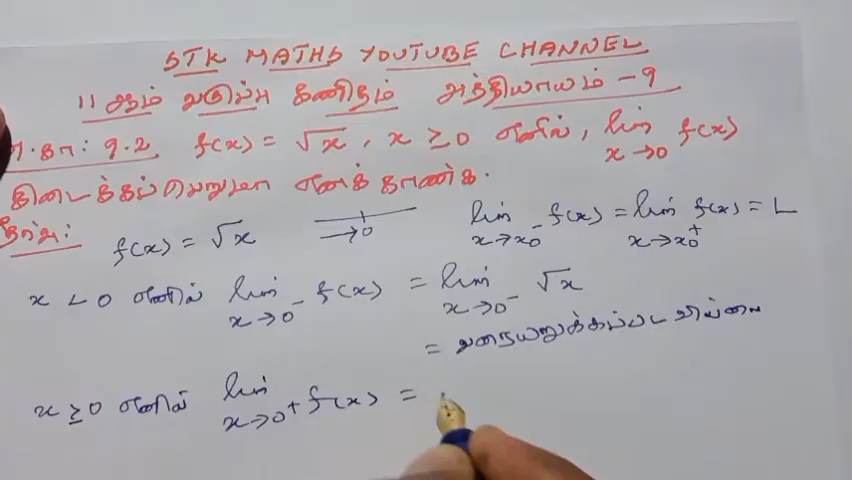 STK MATHS YOUTUBE CHANNEL
11 ஆம் வகுப்பு கணிதம் அத்தியாயம் - 9
எ.கா: 9.2 f(x) = √x, x ≥ 0 எனில், lim x→0 f(x)
கிடைக்கப்பெறுமா எனக் காண்க.
தீர்வு: f(x) = √x →0 lim x→x0⁻ f(x) = lim x→x0⁺ f(x) = L
x < 0 எனில் lim x→0⁻ f(x) = lim x→0⁻ √x
= வரையறுக்கப்படவில்லை
x ≥ 0 எனில் lim x→0⁺ f(x) =